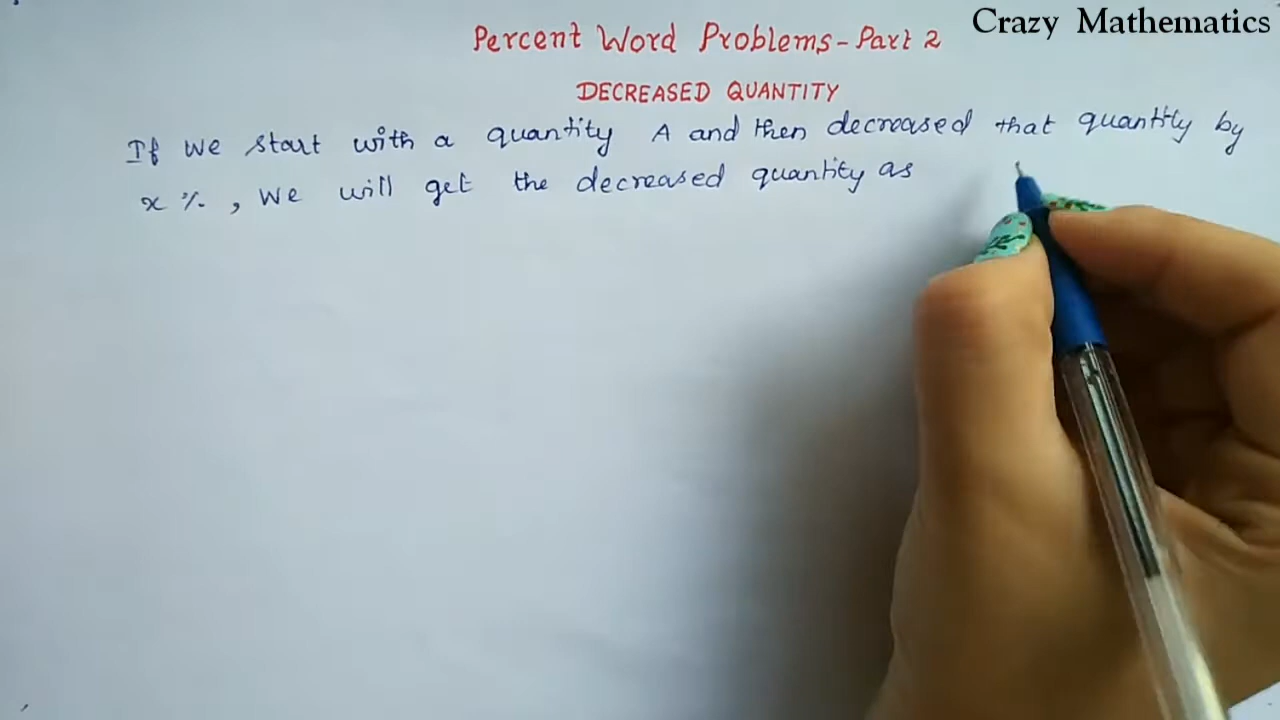 Crazy Mathematics
Percent Word Problems - Part 2
DECREASED QUANTITY
If we start with a quantity A and then decreased that quantity by
x %, we will get the decreased quantity as